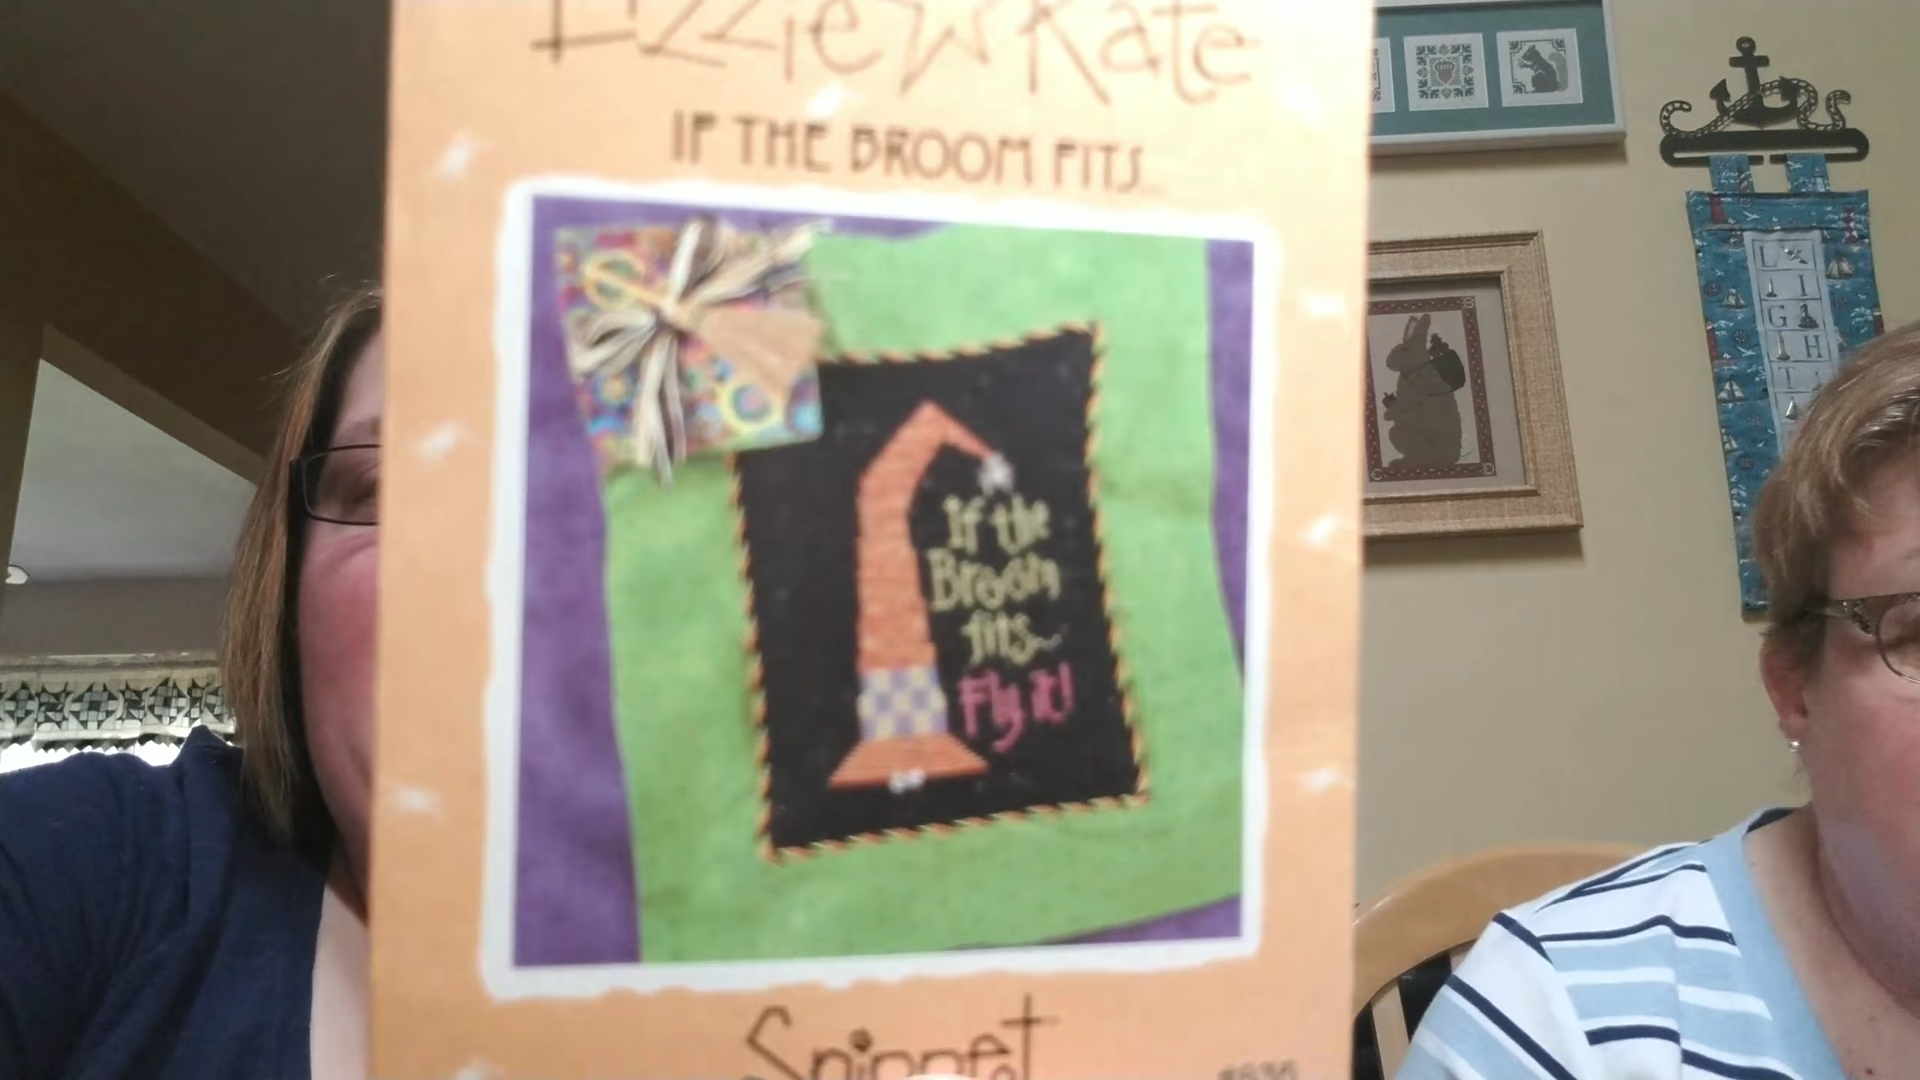 Lizzie Kate
IF THE BROOM FITS...
If the
Broom
fits...
Fly it!
Snippet
L
I
G
H
T